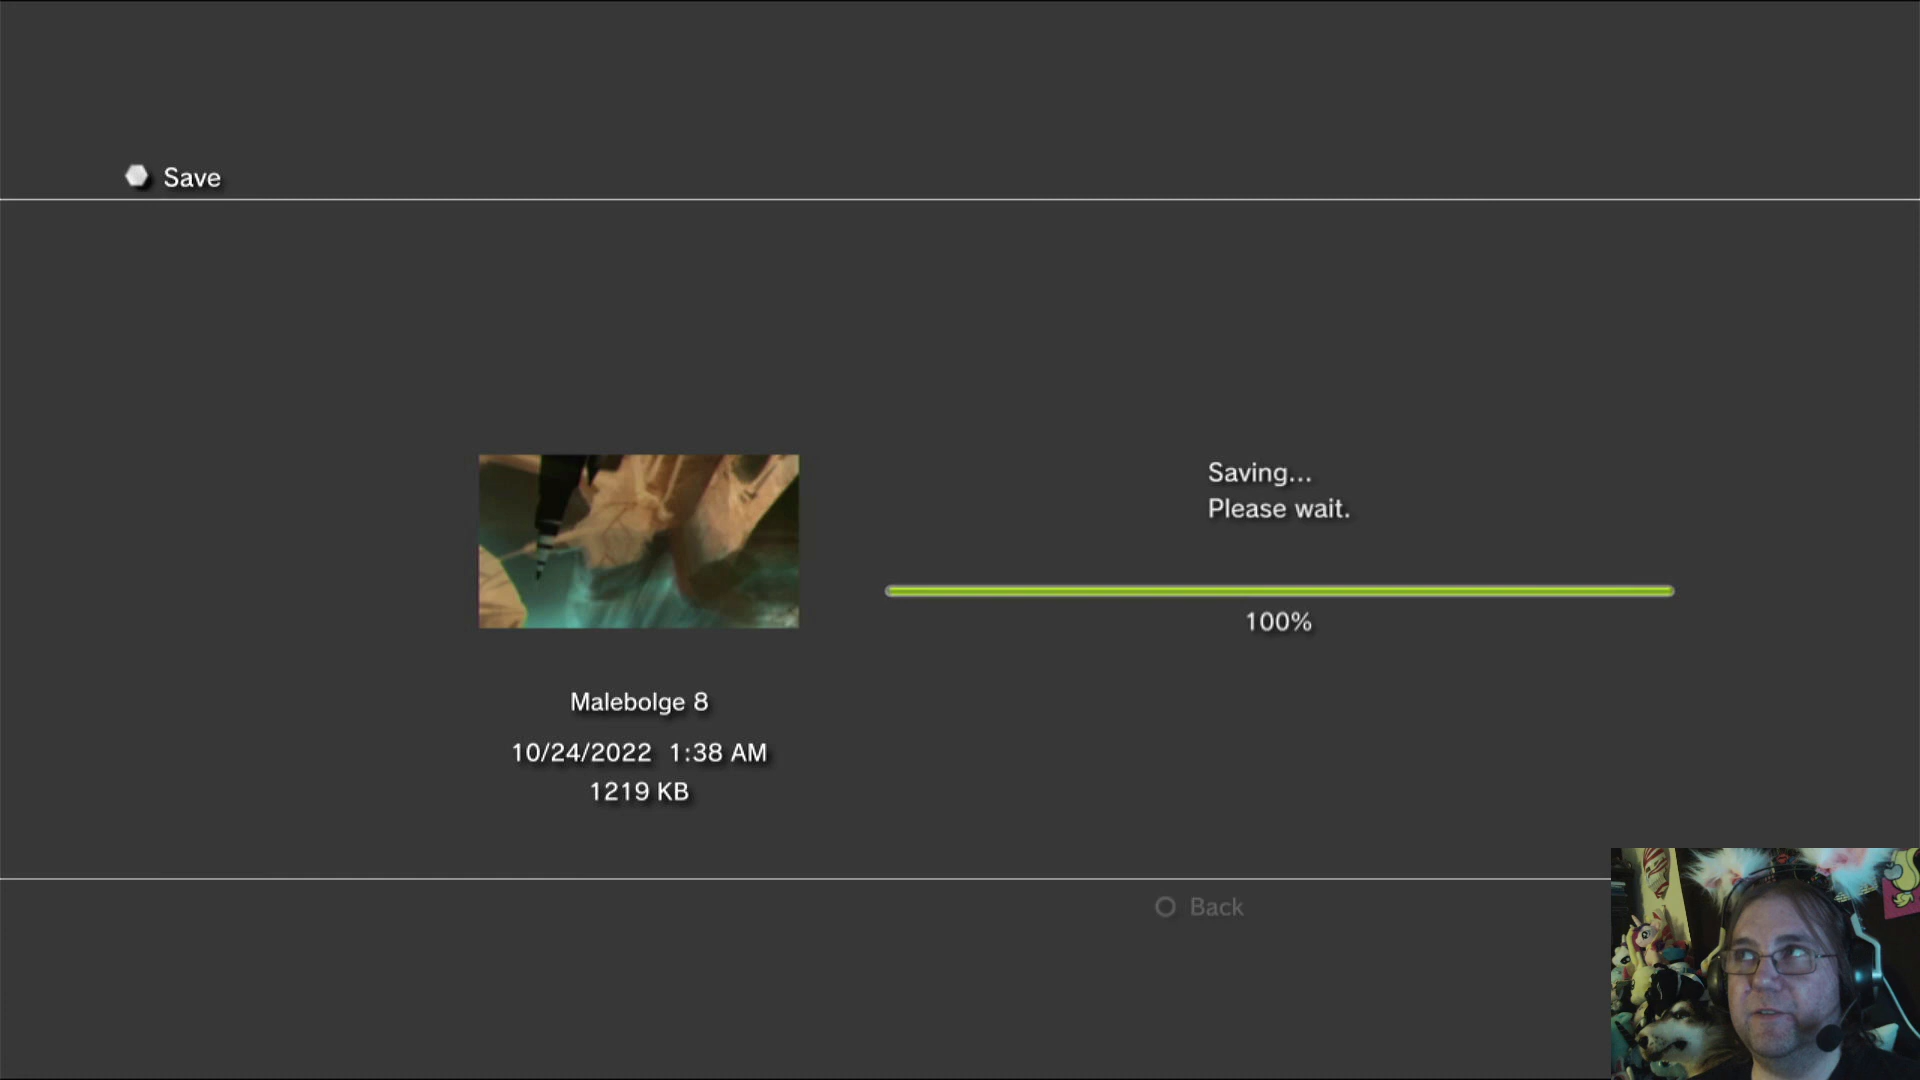 Save
Saving...
Please wait.
100%
Malebolge 8
10/24/2022 1:38 AM
1219 KB
Back